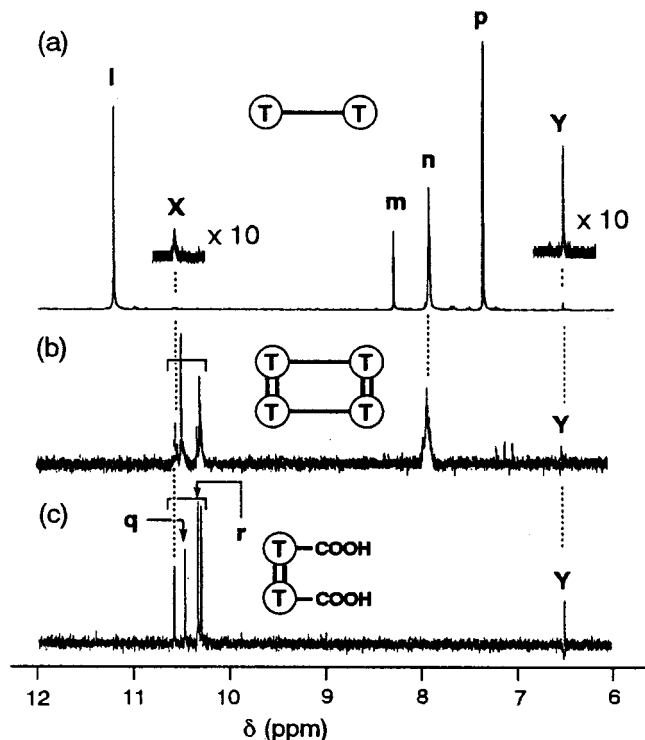 (a)
l
T T
p
Y
X
x 10
m
n
x 10
(b)
T T
T T
Y
(c)
q
r
T COOH
T COOH
Y
12 11 10 9 8 7 6
δ (ppm)